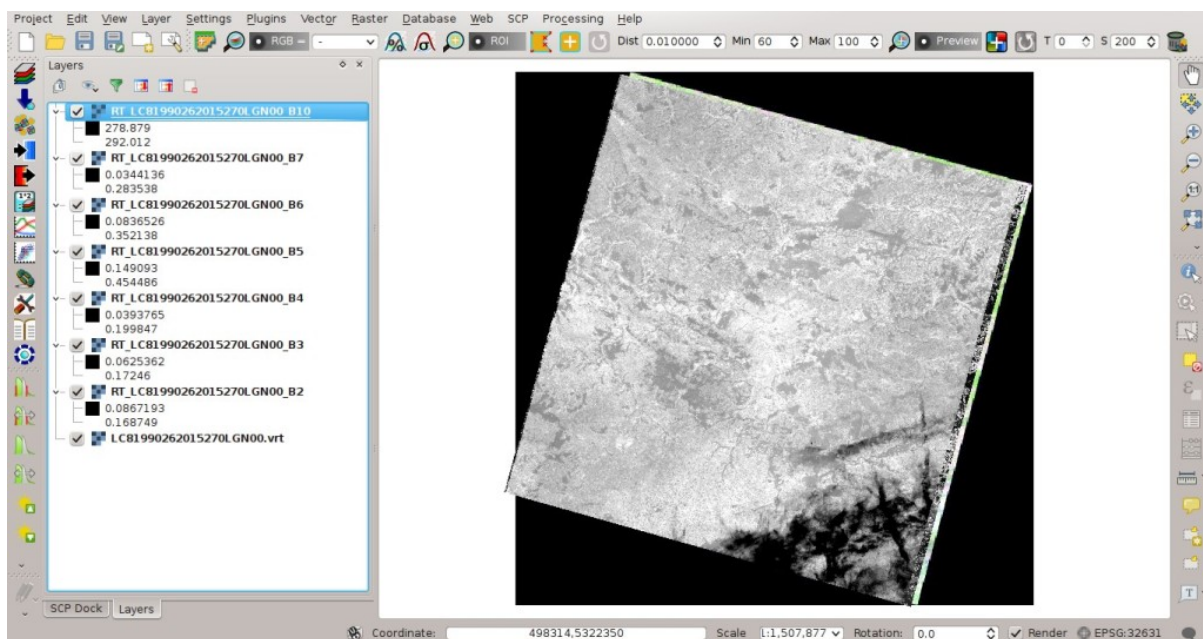 Project Edit View Layer Settings Plugins Vector Raster Database Web SCP Processing Help
RGB = - ROI Dist 0.010000 Min 60 Max 100 Preview T 0 S 200
Layers
RT_LC81990262015270LGN00_B10
278.879
292.012
RT_LC81990262015270LGN00_B7
0.0344136
0.283538
RT_LC81990262015270LGN00_B6
0.0836526
0.352138
RT_LC81990262015270LGN00_B5
0.149093
0.454486
RT_LC81990262015270LGN00_B4
0.0393765
0.199847
RT_LC81990262015270LGN00_B3
0.0625362
0.17246
RT_LC81990262015270LGN00_B2
0.0867193
0.168749
LC81990262015270LGN00.vrt
SCP Dock Layers
Coordinate: 498314,5322350 Scale 1:1,507,877 Rotation: 0.0 Render EPSG:32631